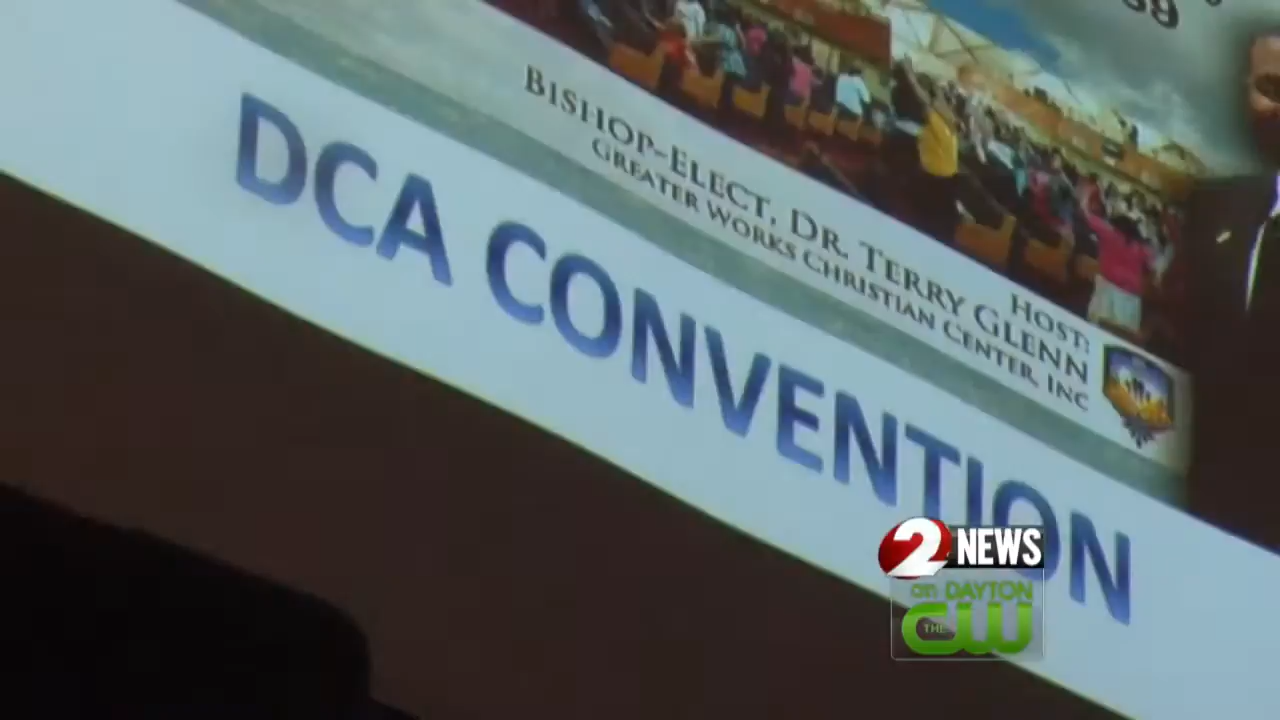 HOST:
BISHOP-ELECT, DR. TERRY GLENN
GREATER WORKS CHRISTIAN CENTER, INC
DCA CONVENTION
2 NEWS
on DAYTON
THE CW